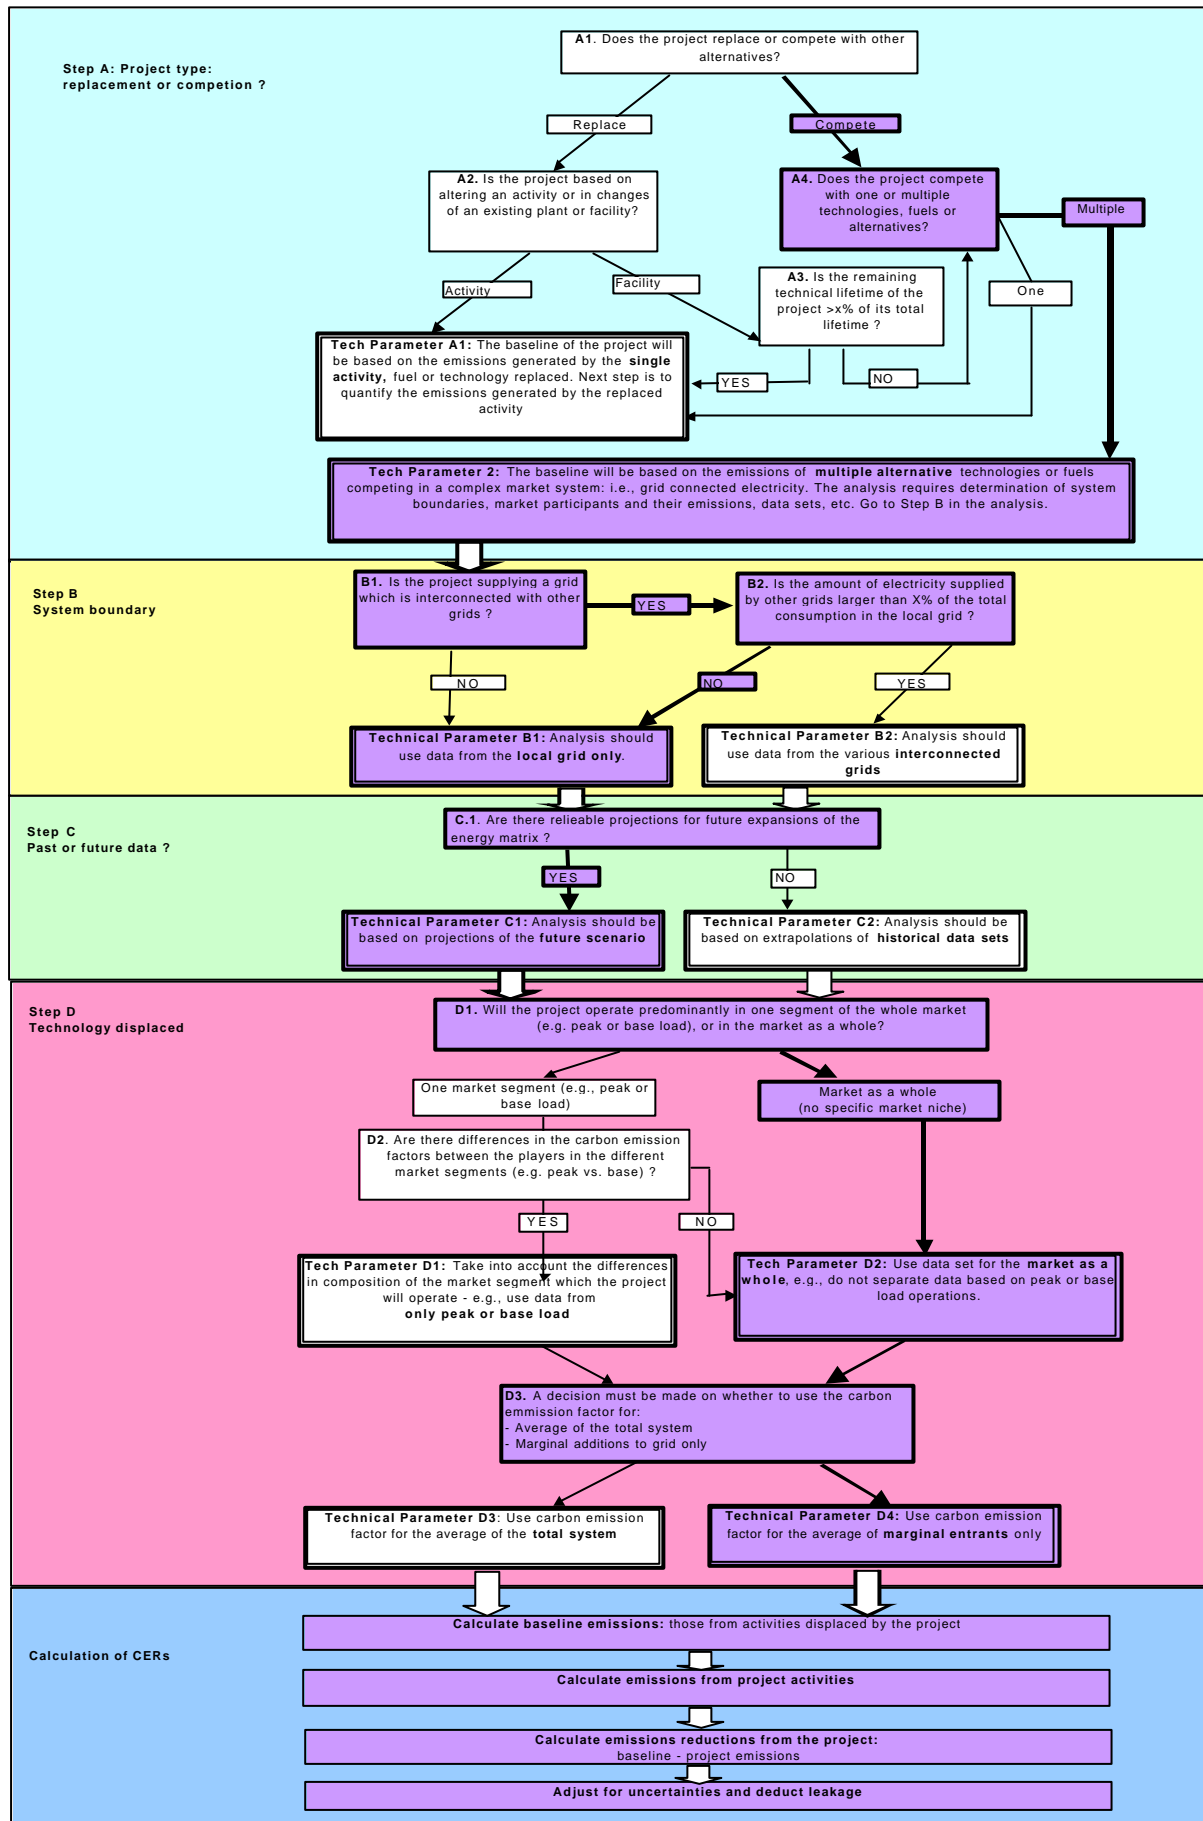 Step A: Project type:
replacement or competion ?
A1. Does the project replace or compete with other
alternatives?
Replace
Compete
A2. Is the project based on
altering an activity or in changes
of an existing plant or facility?
A4. Does the project compete
with one or multiple
technologies, fuels or
alternatives?
Multiple
Activity
Facility
A3. Is the remaining
technical lifetime of the
project >x% of its total
lifetime ?
One
Tech Parameter A1: The baseline of the project will
be based on the emissions generated by the single
activity, fuel or technology replaced. Next step is to
quantify the emissions generated by the replaced
activity
YES
NO
Tech Parameter 2: The baseline will be based on the emissions of multiple alternative technologies or fuels
competing in a complex market system: i.e., grid connected electricity. The analysis requires determination of system
boundaries, market participants and their emissions, data sets, etc. Go to Step B in the analysis.
Step B
System boundary
B1. Is the project supplying a grid
which is interconnected with other
grids ?
YES
B2. Is the amount of electricity supplied
by other grids larger than X% of the total
consumption in the local grid ?
NO
NO
YES
Technical Parameter B1: Analysis should
use data from the local grid only.
Technical Parameter B2: Analysis should
use data from the various interconnected
grids
Step C
Past or future data ?
C.1. Are there relieable projections for future expansions of the
energy matrix ?
YES
NO
Technical Parameter C1: Analysis should be
based on projections of the future scenario
Technical Parameter C2: Analysis should be
based on extrapolations of historical data sets
Step D
Technology displaced
D1. Will the project operate predominantly in one segment of the whole market
(e.g. peak or base load), or in the market as a whole?
One market segment (e.g., peak or
base load)
Market as a whole
(no specific market niche)
D2. Are there differences in the carbon emission
factors between the players in the different
market segments (e.g. peak vs. base) ?
YES
NO
Tech Parameter D1: Take into account the differences
in composition of the market segment which the project
will operate - e.g., use data from
only peak or base load
Tech Parameter D2: Use data set for the market as a
whole, e.g., do not separate data based on peak or base
load operations.
D3. A decision must be made on whether to use the carbon
emmission factor for:
- Average of the total system
- Marginal additions to grid only
Technical Parameter D3: Use carbon emission
factor for the average of the total system
Technical Parameter D4: Use carbon emission
factor for the average of marginal entrants only
Calculation of CERs
Calculate baseline emissions: those from activities displaced by the project
Calculate emissions from project activities
Calculate emissions reductions from the project:
baseline - project emissions
Adjust for uncertainties and deduct leakage